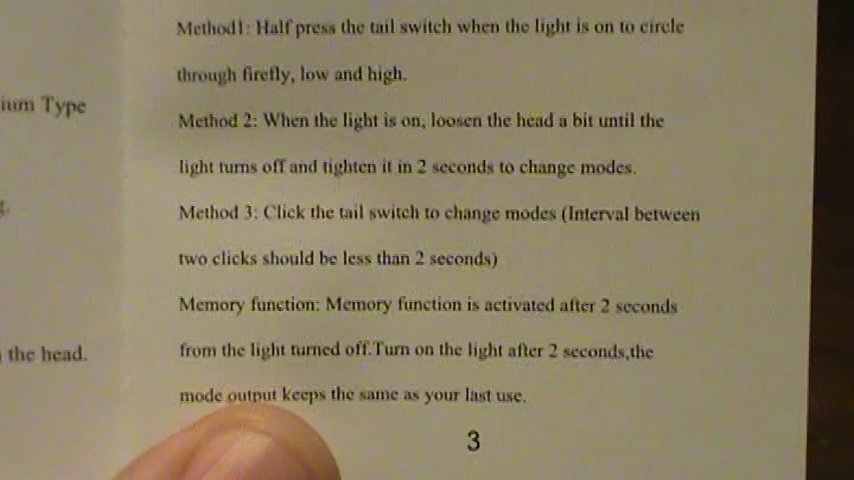 Method1: Half press the tail switch when the light is on to circle
through firefly, low and high.
ium Type
Method 2: When the light is on, loosen the head a bit until the
light turns off and tighten it in 2 seconds to change modes.
g.
Method 3: Click the tail switch to change modes (Interval between
two clicks should be less than 2 seconds)
Memory function: Memory function is activated after 2 seconds
from the light turned off.Turn on the light after 2 seconds,the
the head.
mode output keeps the same as your last use.
3